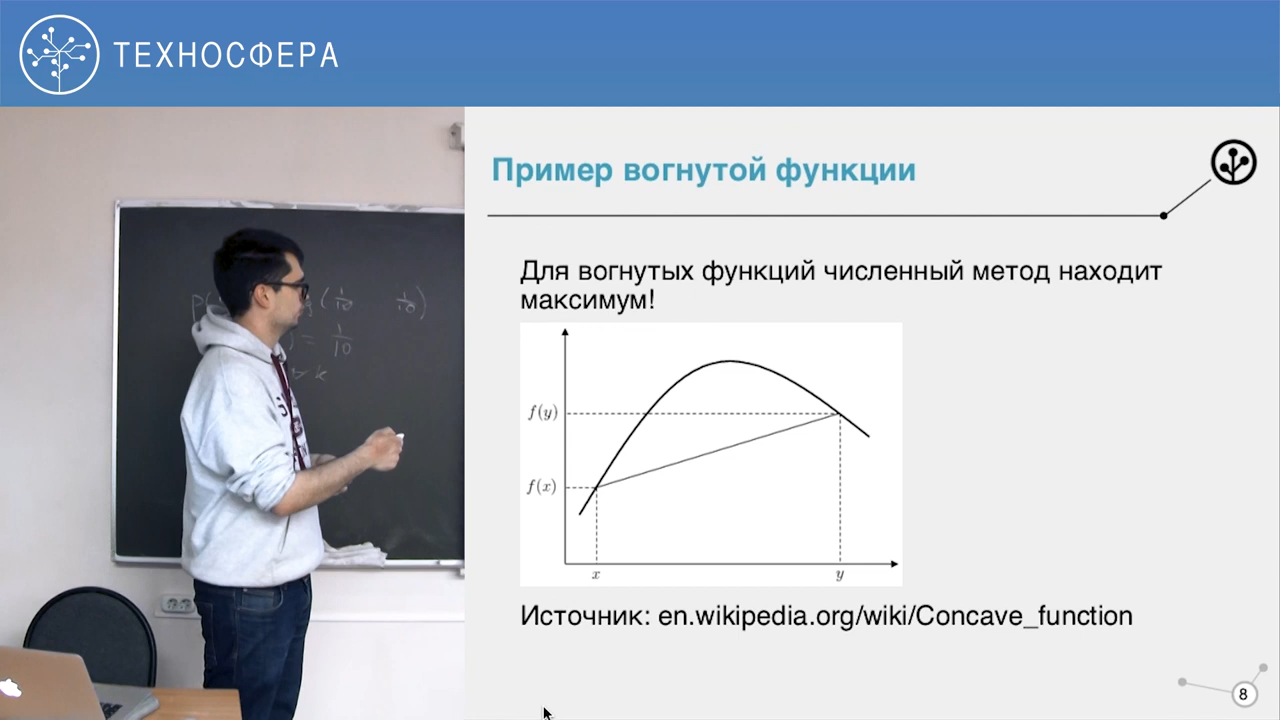 ТЕХНОСФЕРА
Пример вогнутой функции
Для вогнутых функций численный метод находит
максимум!
f(y)
f(x)
x
y
Источник: en.wikipedia.org/wiki/Concave_function
8